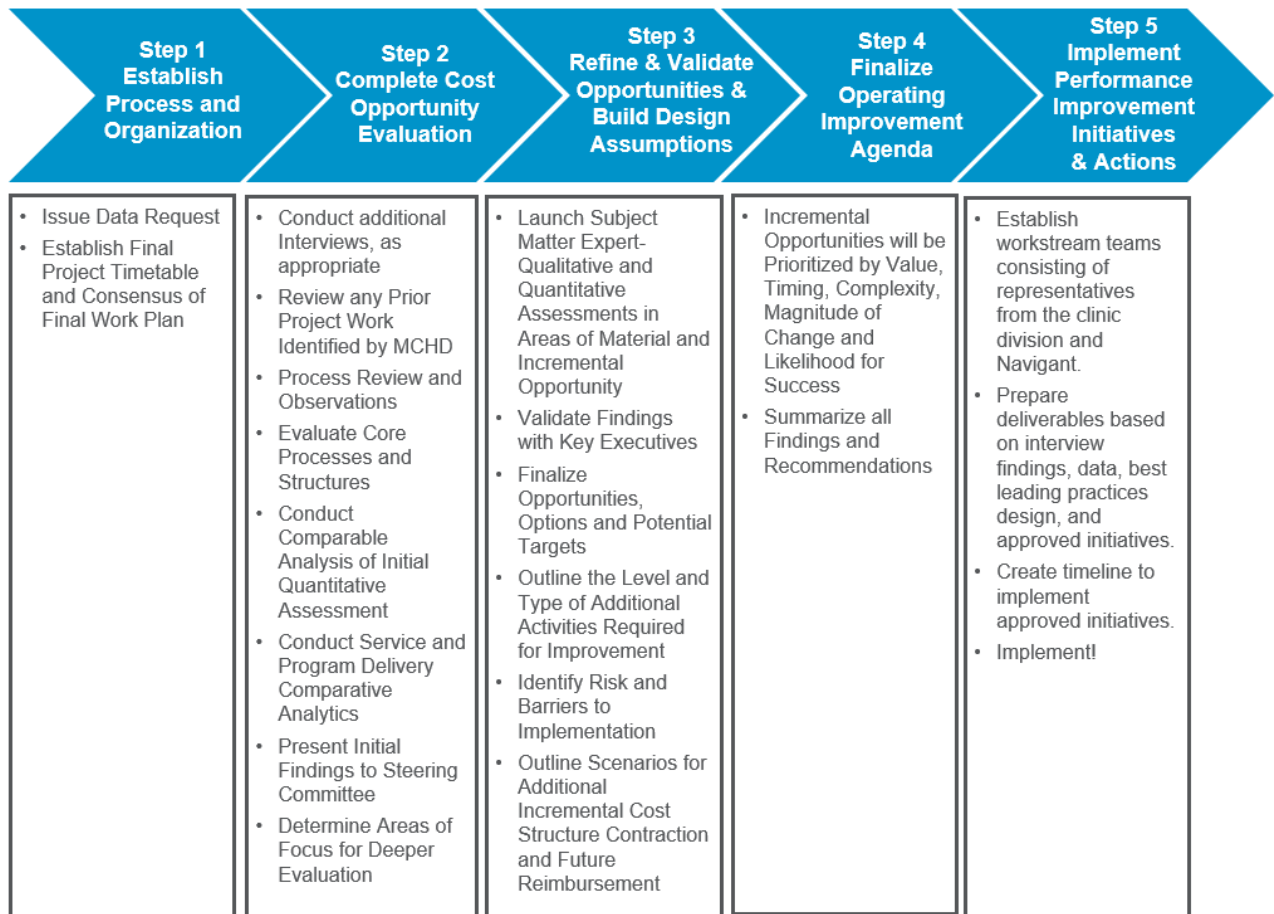 Step 1
Establish
Process and
Organization
Step 2
Complete Cost
Opportunity
Evaluation
Step 3
Refine & Validate
Opportunities &
Build Design
Assumptions
Step 4
Finalize
Operating
Improvement
Agenda
Step 5
Implement
Performance
Improvement
Initiatives
& Actions
• Issue Data Request
• Establish Final
Project Timetable
and Consensus of
Final Work Plan
• Conduct additional
Interviews, as
appropriate
• Review any Prior
Project Work
Identified by MCHD
• Process Review and
Observations
• Evaluate Core
Processes and
Structures
• Conduct
Comparable
Analysis of Initial
Quantitative
Assessment
• Conduct Service and
Program Delivery
Comparative
Analytics
• Present Initial
Findings to Steering
Committee
• Determine Areas of
Focus for Deeper
Evaluation
• Launch Subject
Matter Expert-
Qualitative and
Quantitative
Assessments in
Areas of Material and
Incremental
Opportunity
• Validate Findings
with Key Executives
• Finalize
Opportunities,
Options and Potential
Targets
• Outline the Level and
Type of Additional
Activities Required
for Improvement
• Identify Risk and
Barriers to
Implementation
• Outline Scenarios for
Additional
Incremental Cost
Structure Contraction
and Future
Reimbursement
• Incremental
Opportunities will be
Prioritized by Value,
Timing, Complexity,
Magnitude of
Change and
Likelihood for
Success
• Summarize all
Findings and
Recommendations
• Establish
workstream teams
consisting of
representatives
from the clinic
division and
Navigant.
• Prepare
deliverables based
on interview
findings, data, best
leading practices
design, and
approved initiatives.
• Create timeline to
implement
approved initiatives.
• Implement!